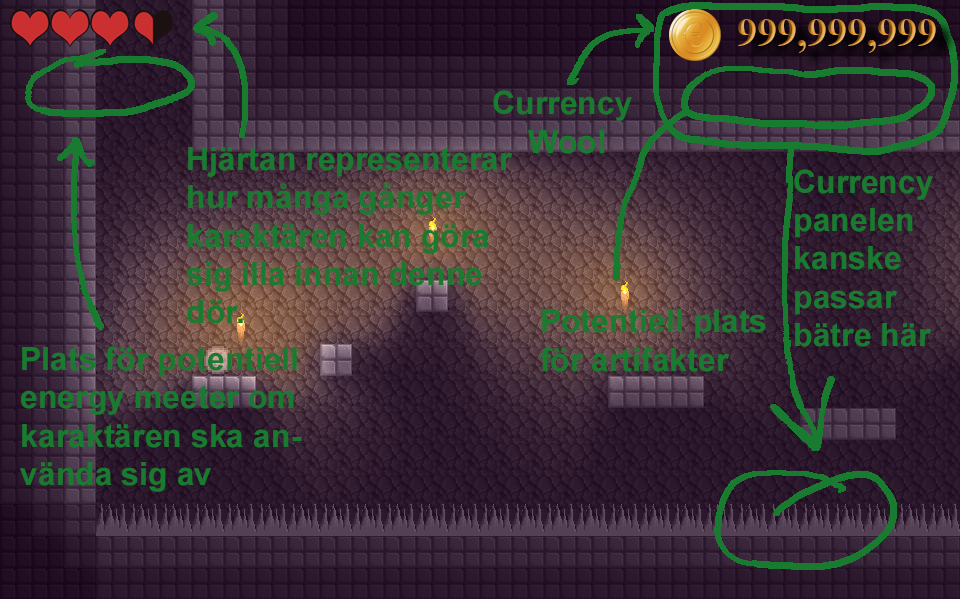 999,999,999
Currency
Woo!
Hjärtan representerar
hur många gånger
karaktären kan göra
sig illa innan denne
dör.
Currency
panelen
kanske
passar
bätre här
Potentiell plats
för artifakter
Plats för potentiell
energy meeter om
karaktären ska an-
vända sig av